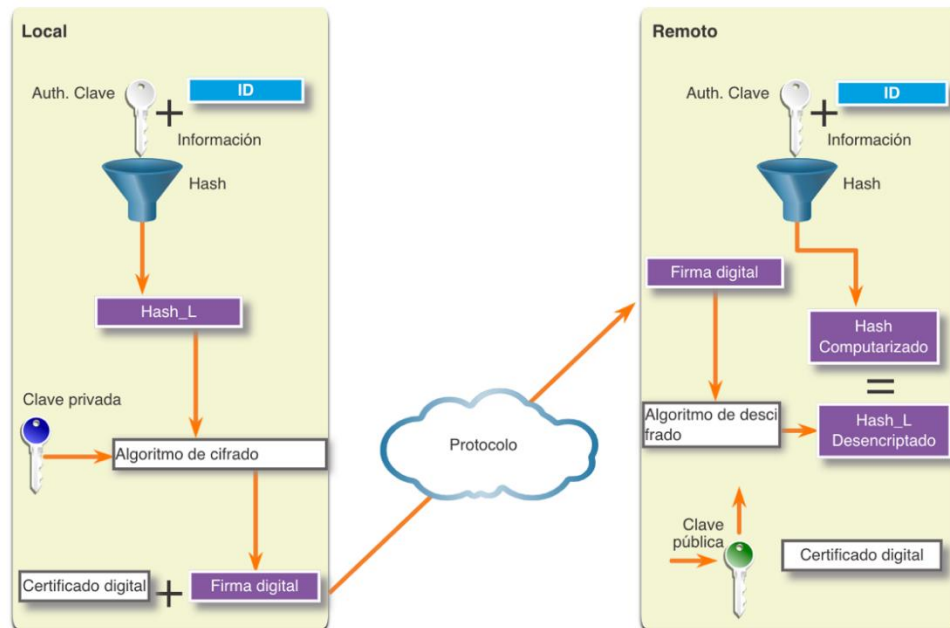 Local
Auth. Clave
ID
Información
Hash
Hash_L
Clave privada
Algoritmo de cifrado
Certificado digital
+
Firma digital
Protocolo
Remoto
Auth. Clave
ID
Información
Hash
Firma digital
Hash
Computarizado
=
Algoritmo de desci
frado
Hash_L
Desencriptado
Clave
pública
Certificado digital